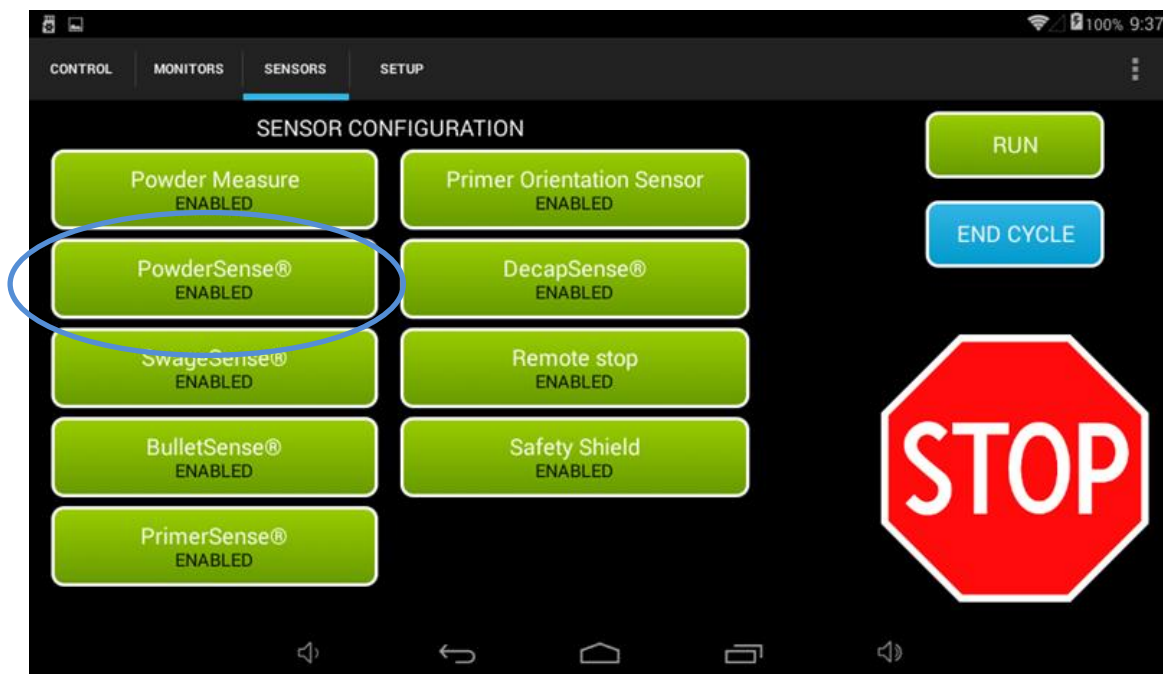 100% 9:37
CONTROL MONITORS SENSORS SETUP
SENSOR CONFIGURATION
Powder Measure
ENABLED
Primer Orientation Sensor
ENABLED
PowderSense®
ENABLED
DecapSense®
ENABLED
SwageSense®
ENABLED
Remote stop
ENABLED
BulletSense®
ENABLED
Safety Shield
ENABLED
PrimerSense®
ENABLED
RUN
END CYCLE
STOP